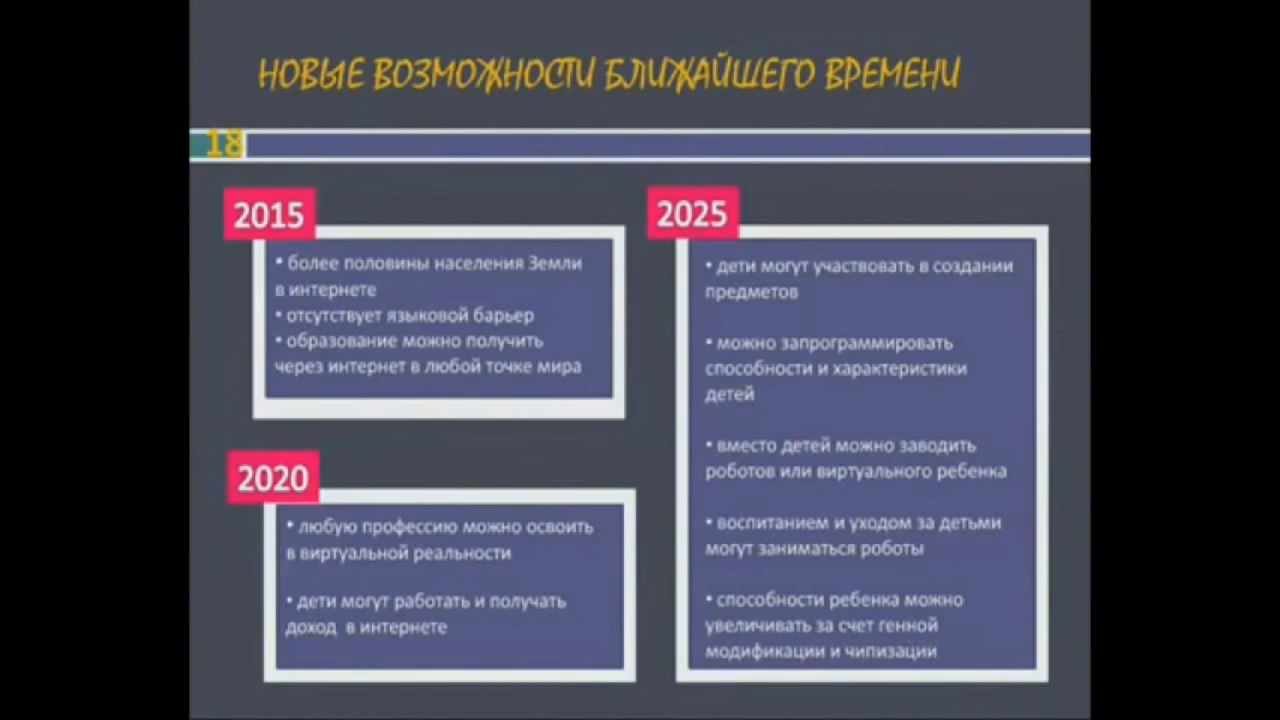 НОВЫЕ ВОЗМОЖНОСТИ БЛИЖАЙШЕГО ВРЕМЕНИ
18
2015
• более половины населения Земли
в интернете
• отсутствует языковой барьер
• образование можно получить
через интернет в любой точке мира
2020
• любую профессию можно освоить
в виртуальной реальности
• дети могут работать и получать
доход в интернете
2025
• дети могут участвовать в создании
предметов
• можно запрограммировать
способности и характеристики
детей
• вместо детей можно заводить
роботов или виртуального ребенка
• воспитанием и уходом за детьми
могут заниматься роботы
• способности ребенка можно
увеличивать за счет генной
модификации и чипизации